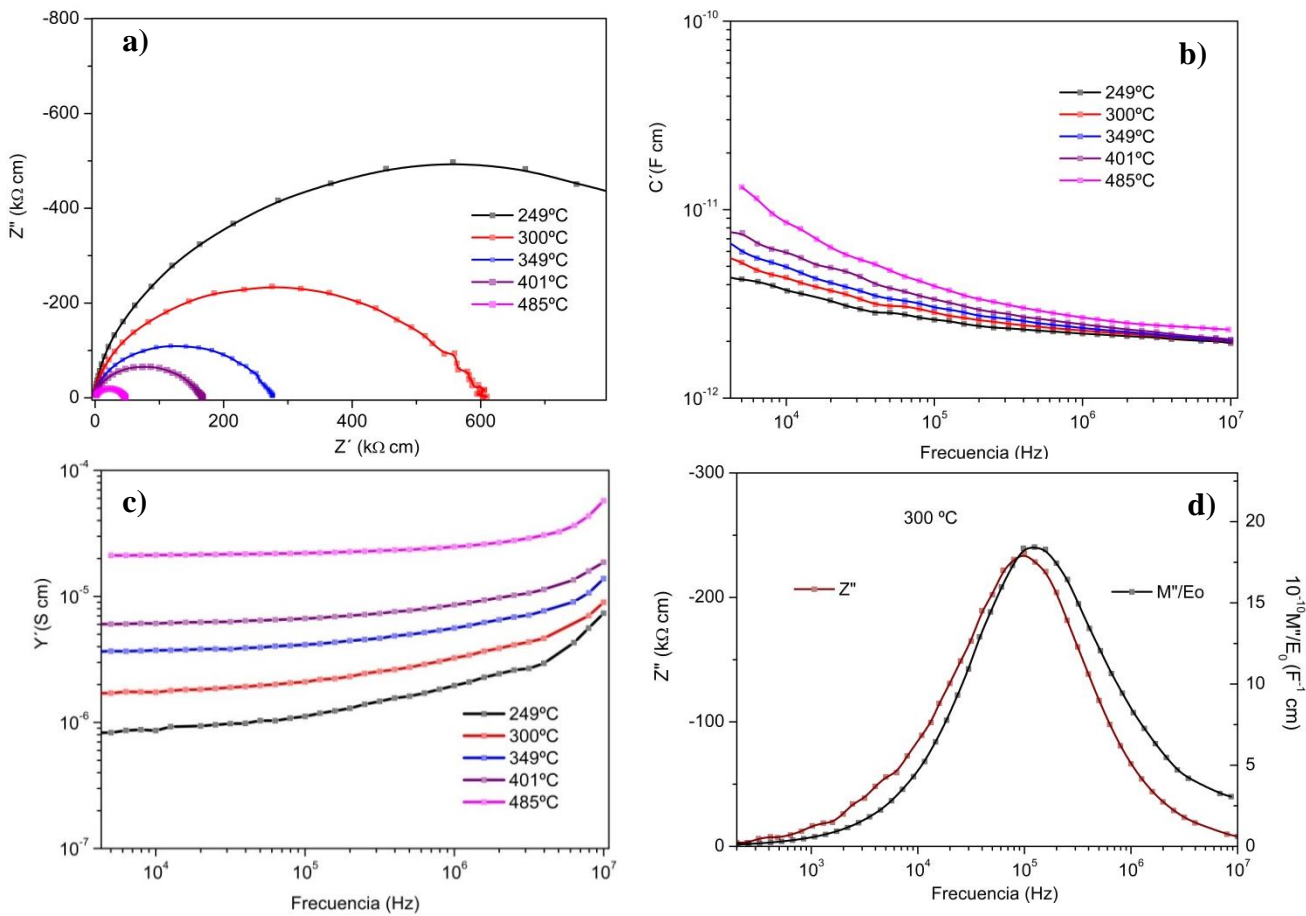 a)
-800
-600
-400
-200
0
Z" (kΩ cm)
249ºC
300ºC
349ºC
401ºC
485ºC
0
200
400
600
Z´ (kΩ cm)
b)
10⁻¹⁰
10⁻¹¹
10⁻¹²
C´(F cm)
249ºC
300ºC
349ºC
401ºC
485ºC
10⁴
10⁵
10⁶
10⁷
Frecuencia (Hz)
c)
10⁻⁴
10⁻⁵
10⁻⁶
10⁻⁷
Y´(S cm)
249ºC
300ºC
349ºC
401ºC
485ºC
10⁴
10⁵
10⁶
10⁷
Frecuencia (Hz)
d)
300 ºC
-300
-200
-100
0
Z" (kΩ cm)
Z"
M"/Eo
20
15
10
5
0
10⁻¹⁰M"/E₀ (F⁻¹ cm)
10³
10⁴
10⁵
10⁶
10⁷
Frecuencia (Hz)